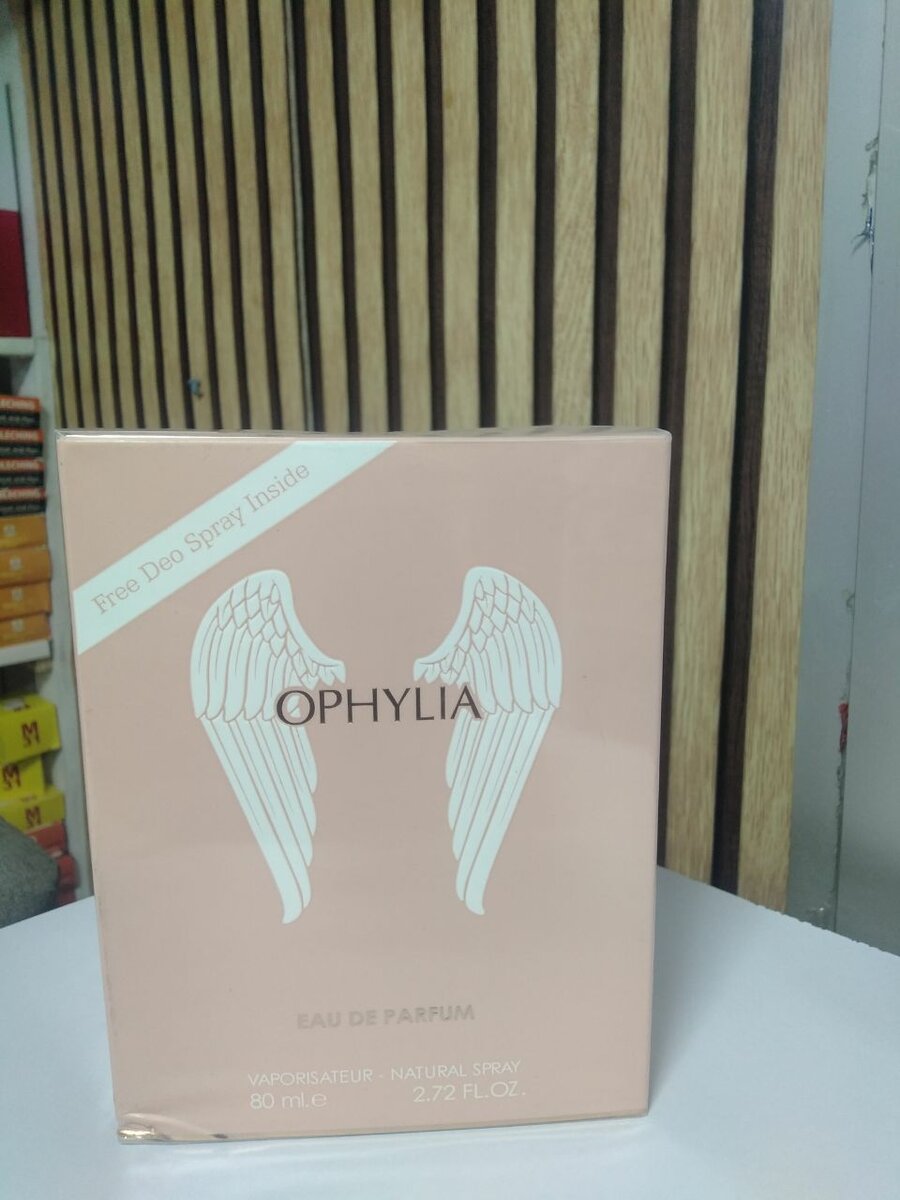 Free Deo Spray Inside
OPHYLIA
EAU DE PARFUM
VAPORISATEUR - NATURAL SPRAY
80 ml.e 2.72 FL.OZ.